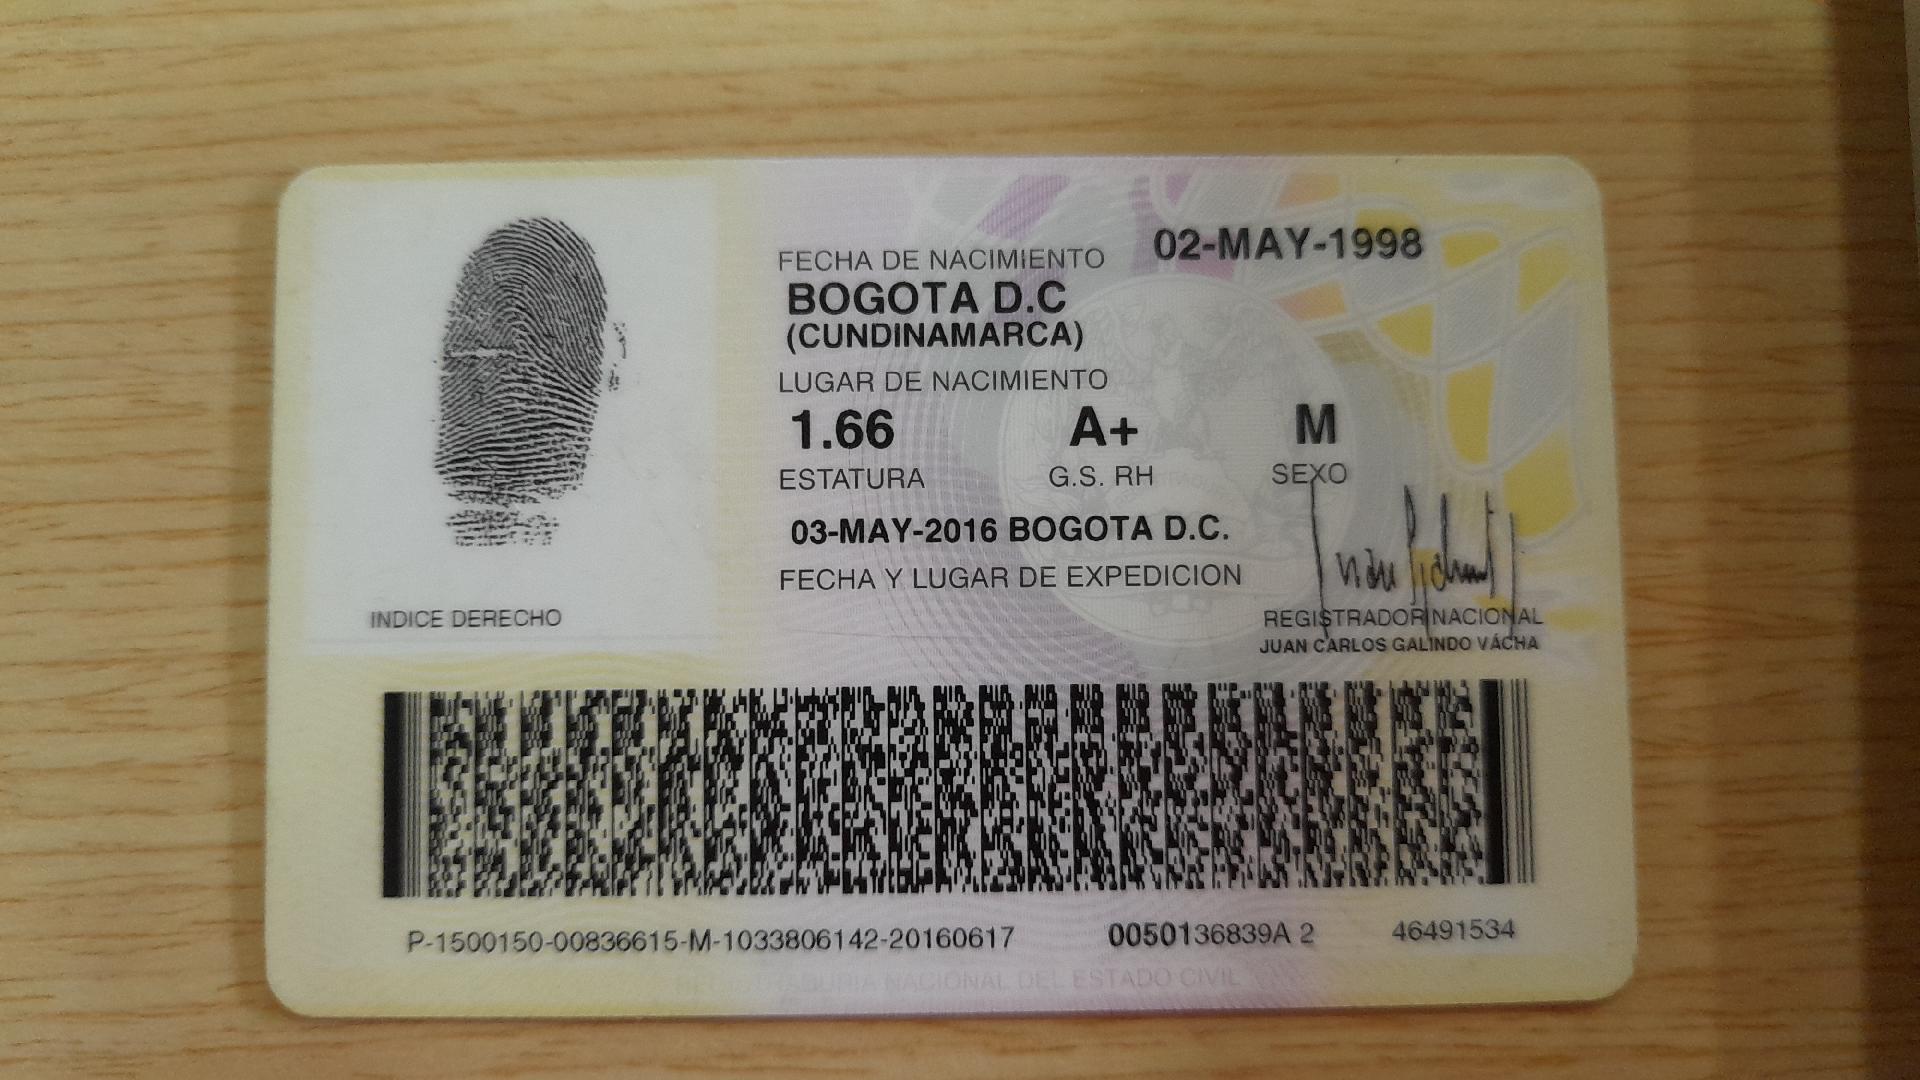 FECHA DE NACIMIENTO 02-MAY-1998
BOGOTA D.C
(CUNDINAMARCA)
LUGAR DE NACIMIENTO
1.66 A+ M
ESTATURA G.S. RH SEXO
03-MAY-2016 BOGOTA D.C.
FECHA Y LUGAR DE EXPEDICION
INDICE DERECHO
REGISTRADOR NACIONAL
JUAN CARLOS GALINDO VÁCHA
P-1500150-00836615-M-1033806142-20160617 0050136839A 2 46491534
REGISTRADURIA NACIONAL DEL ESTADO CIVIL